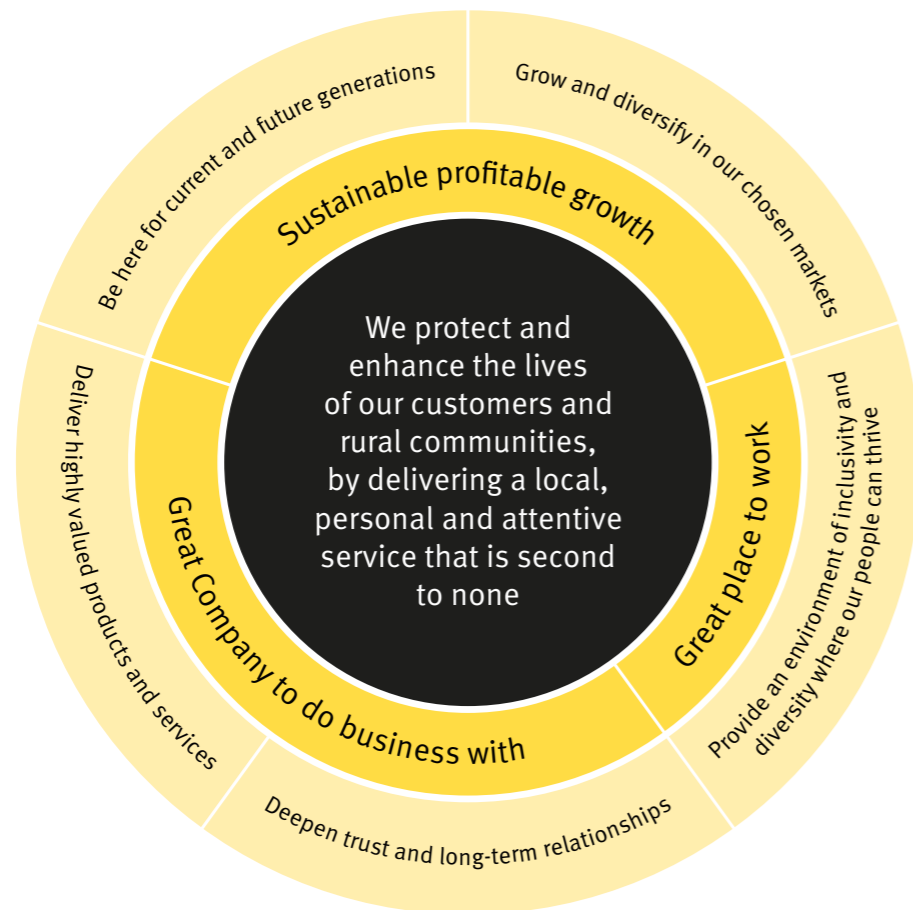 Be here for current and future generations
Grow and diversify in our chosen markets
Sustainable profitable growth
We protect and
enhance the lives
of our customers and
rural communities,
by delivering a local,
personal and attentive
service that is second
to none
Great place to work
Provide an environment of inclusivity and
diversity where our people can thrive
Great Company to do business with
Deliver highly valued products and services
Deepen trust and long-term relationships